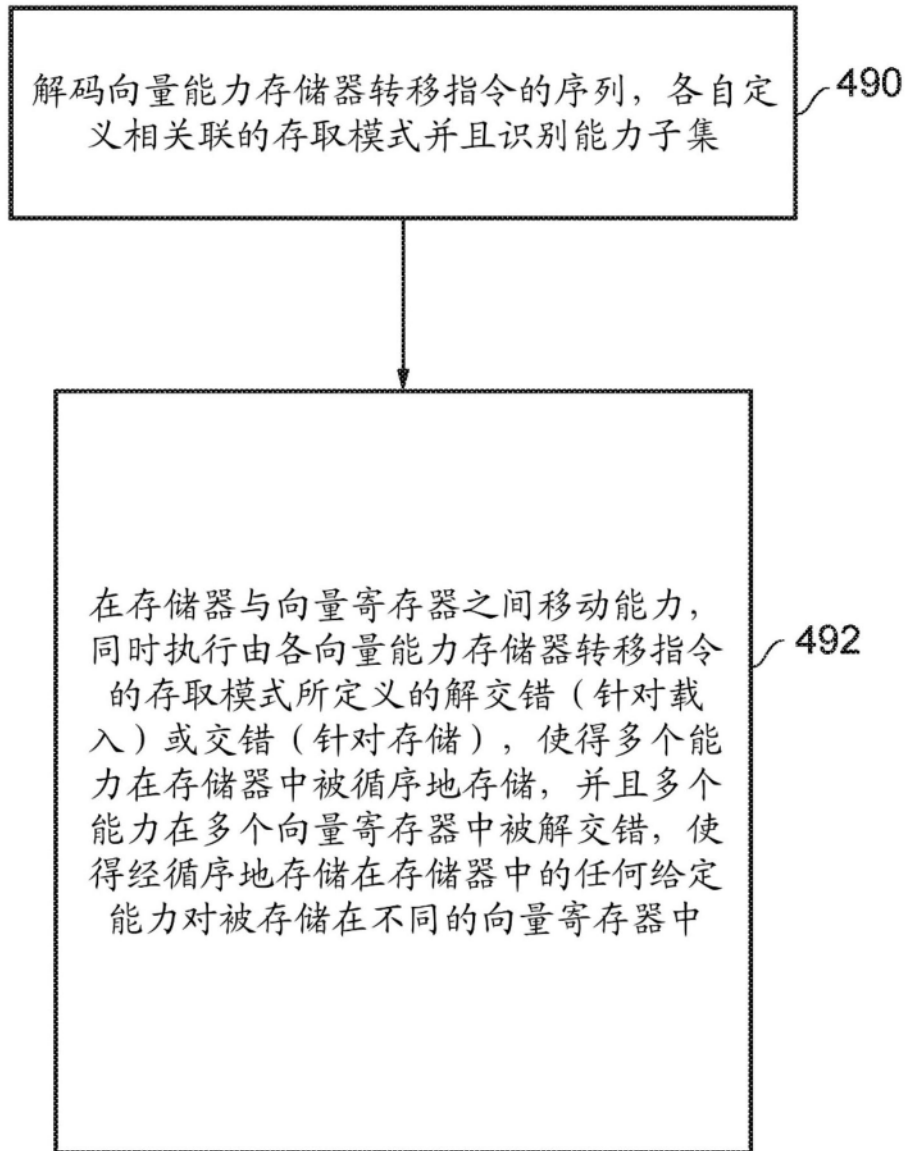 解码向量能力存储器转移指令的序列，各自定
义相关联的存取模式并且识别能力子集
490
在存储器与向量寄存器之间移动能力，
同时执行由各向量能力存储器转移指令
的存取模式所定义的解交错（针对载
入）或交错（针对存储），使得多个能
力在存储器中被循序地存储，并且多个
能力在多个向量寄存器中被解交错，使
得经循序地存储在存储器中的任何给定
能力对被存储在不同的向量寄存器中
492